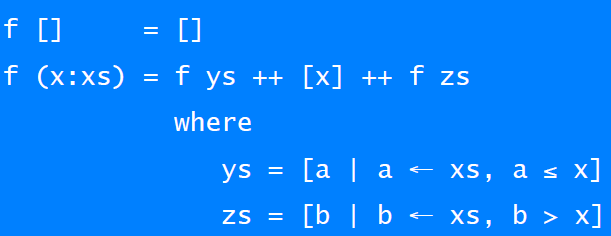 f []     = []
f (x:xs) = f ys ++ [x] ++ f zs
           where
              ys = [a | a ← xs, a ≤ x]
              zs = [b | b ← xs, b > x]